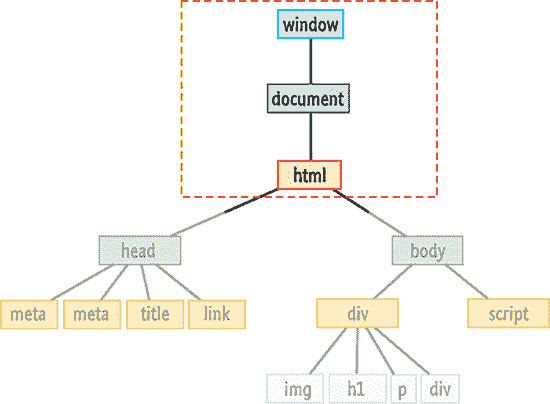 window
document
html
head
body
meta
meta
title
link
div
script
img
h1
p
div